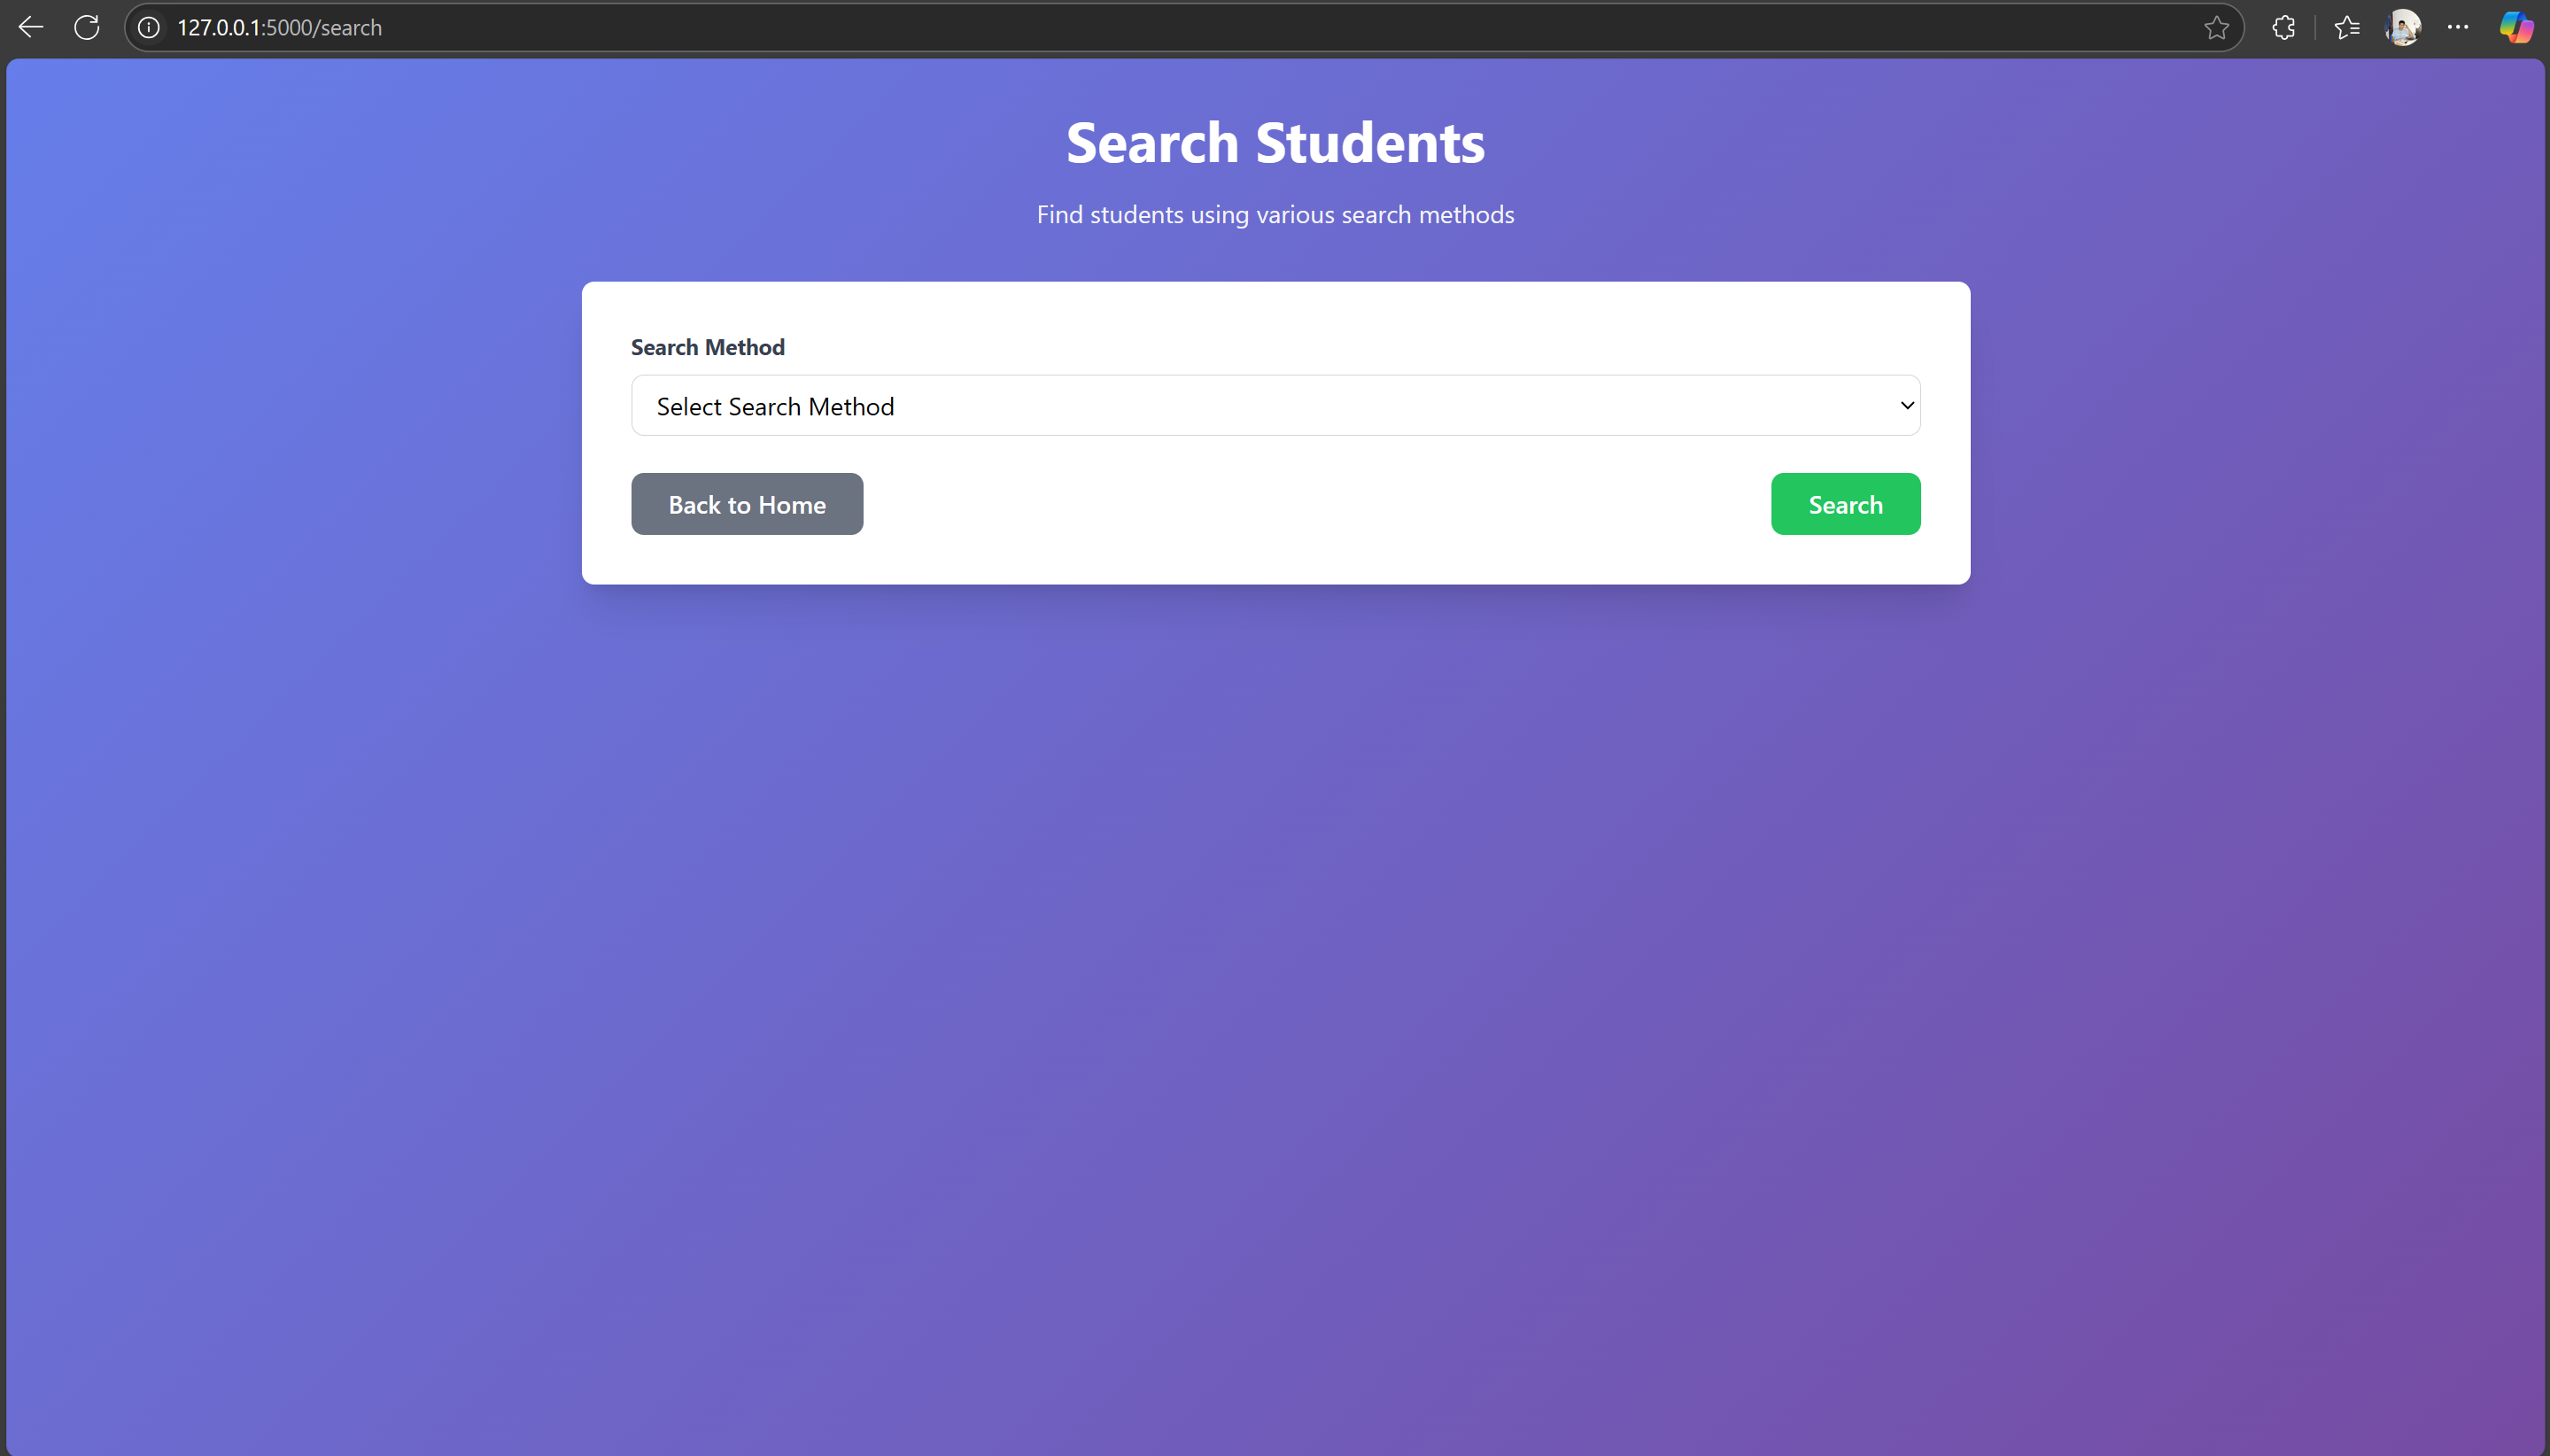 127.0.0.1:5000/search
Search Students
Find students using various search methods
Search Method
Select Search Method
Back to Home
Search